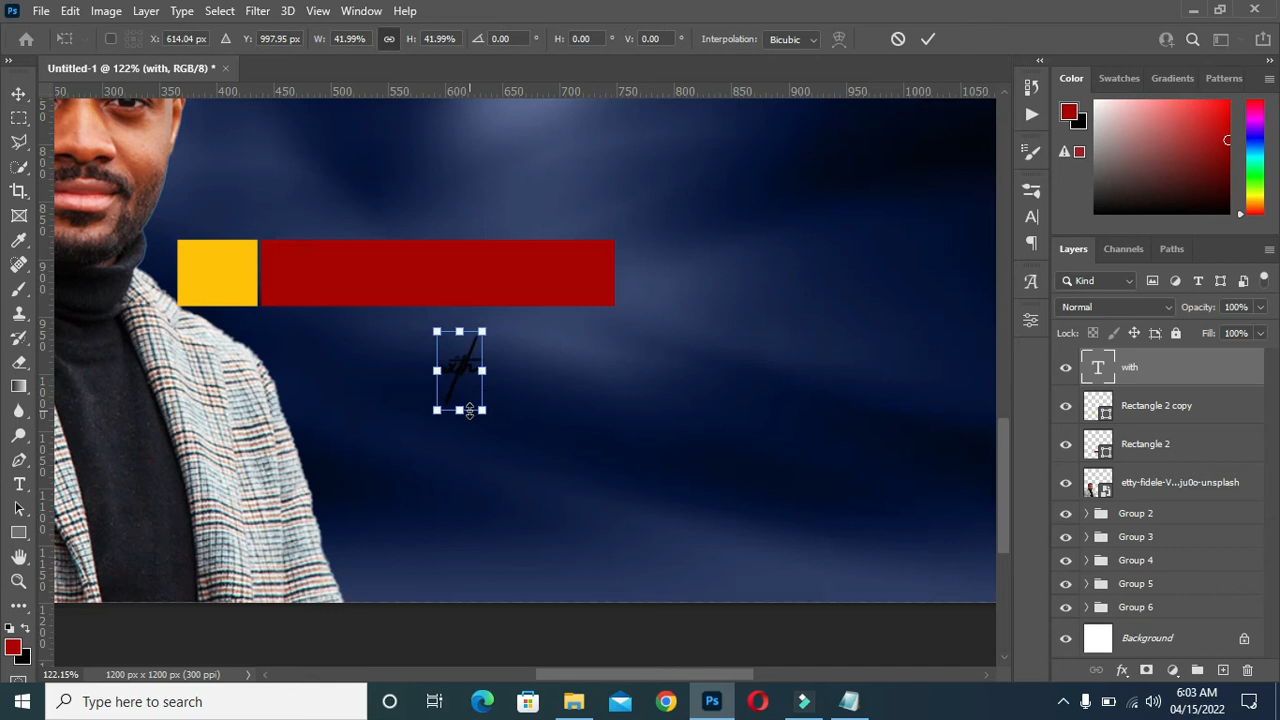 Ps File Edit Image Layer Type Select Filter 3D View Window Help
X: 614.04 px Y: 997.95 px W: 41.99% H: 41.99% 0.00 ° H: 0.00 ° V: 0.00 ° Interpolation: Bicubic
Untitled-1 @ 122% (with, RGB/8) * ×
300 350 400 450 500 550 600 650 700 750 800 850 900 950 1000 1050
Color Swatches Gradients Patterns
Layers Channels Paths
Kind
Normal Opacity: 100%
Lock: Fill: 100%
T with
Rectangle 2 copy
Rectangle 2
etty-fidele-V...ju0o-unsplash
Group 2
Group 3
Group 4
Group 5
Group 6
Background
122.15% 1200 px x 1200 px (300 ppi)
Type here to search
Ps
6:03 AM
04/15/2022